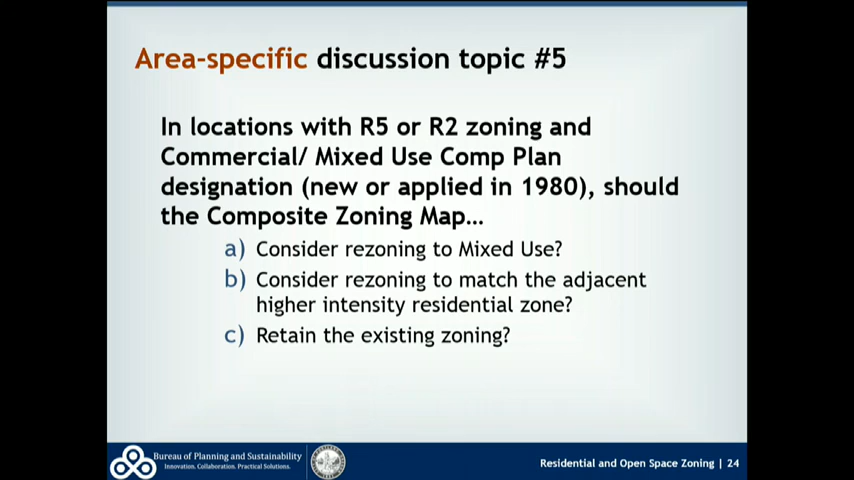 Area-specific discussion topic #5
In locations with R5 or R2 zoning and
Commercial/ Mixed Use Comp Plan
designation (new or applied in 1980), should
the Composite Zoning Map…
a) Consider rezoning to Mixed Use?
b) Consider rezoning to match the adjacent
higher intensity residential zone?
c) Retain the existing zoning?
Bureau of Planning and Sustainability
Innovation. Collaboration. Practical Solutions.
Residential and Open Space Zoning | 24